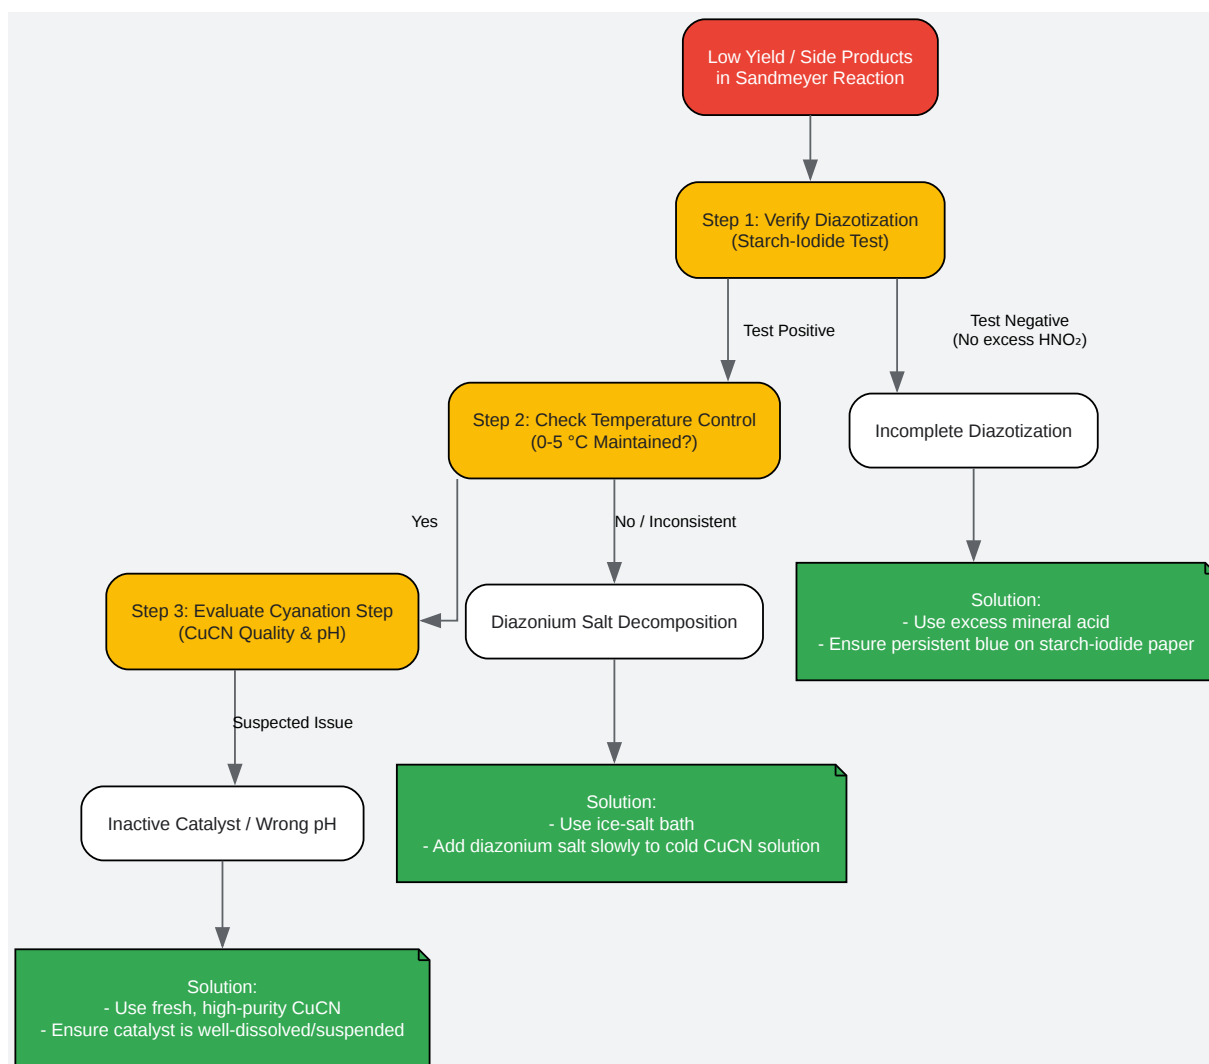 Low Yield / Side Products
in Sandmeyer Reaction
Step 1: Verify Diazotization
(Starch-Iodide Test)
Test Positive
Test Negative
(No excess HNO₂)
Step 2: Check Temperature Control
(0-5 °C Maintained?)
Incomplete Diazotization
Yes
No / Inconsistent
Step 3: Evaluate Cyanation Step
(CuCN Quality & pH)
Diazonium Salt Decomposition
Solution:
- Use excess mineral acid
- Ensure persistent blue on starch-iodide paper
Suspected Issue
Inactive Catalyst / Wrong pH
Solution:
- Use ice-salt bath
- Add diazonium salt slowly to cold CuCN solution
Solution:
- Use fresh, high-purity CuCN
- Ensure catalyst is well-dissolved/suspended